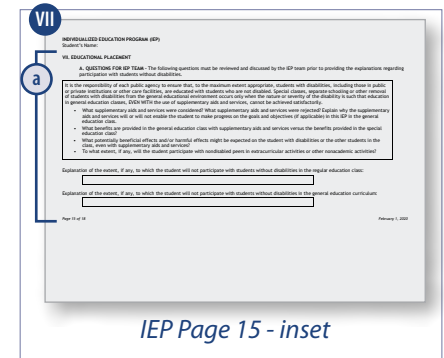 VII
INDIVIDUALIZED EDUCATION PROGRAM (IEP)
Student's Name:
VII. EDUCATIONAL PLACEMENT
a
A. QUESTIONS FOR IEP TEAM - The following questions must be reviewed and discussed by the IEP team prior to providing the explanations regarding
participation with students without disabilities.
It is the responsibility of each public agency to ensure that, to the maximum extent appropriate, students with disabilities, including those in public
or private institutions or other care facilities, are educated with students who are not disabled. Special classes, separate schooling or other removal
of students with disabilities from the general educational environment occurs only when the nature or severity of the disability is such that education
in general education classes, EVEN WITH the use of supplementary aids and services, cannot be achieved satisfactorily.
• What supplementary aids and services were considered? What supplementary aids and services were rejected? Explain why the supplementary
aids and services will or will not enable the student to make progress on the goals and objectives (if applicable) in this IEP in the general
education class.
• What benefits are provided in the general education class with supplementary aids and services versus the benefits provided in the special
education class?
• What potentially beneficial effects and/or harmful effects might be expected on the student with disabilities or the other students in the
class, even with supplementary aids and services?
• To what extent, if any, will the student participate with nondisabled peers in extracurricular activities or other nonacademic activities?
Explanation of the extent, if any, to which the student will not participate with students without disabilities in the regular education class:
Explanation of the extent, if any, to which the student will not participate with students without disabilities in the general education curriculum:
Page 15 of 18 February 1, 2020
IEP Page 15 - inset